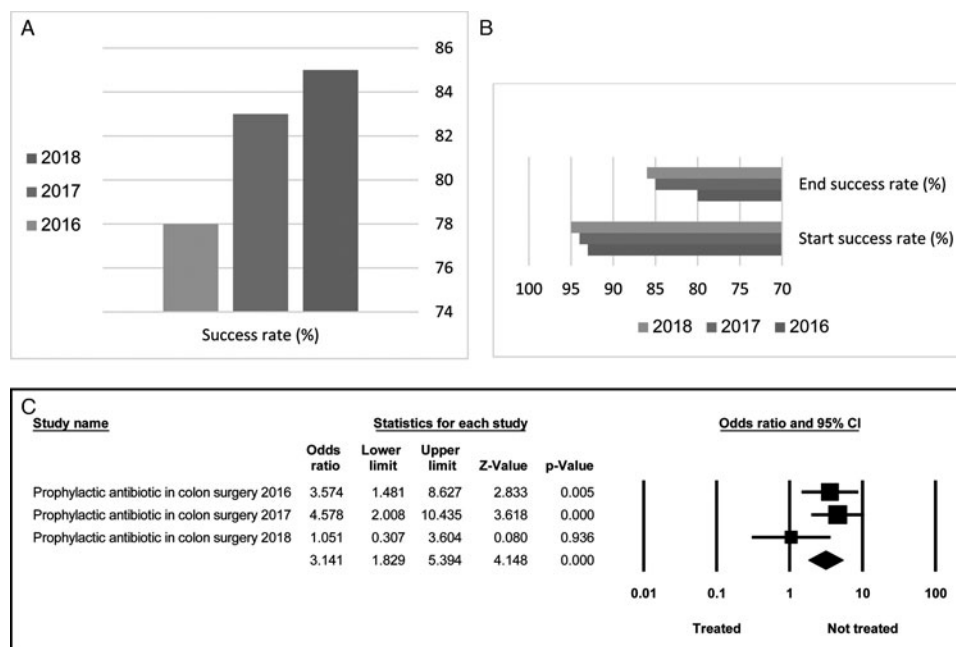 A
86
84
82
80
78
76
74
2018
2017
2016
Success rate (%)
B
End success rate (%)
Start success rate (%)
100 95 90 85 80 75 70
2018 2017 2016
C
Study name Statistics for each study Odds ratio and 95% CI
Odds ratio Lower limit Upper limit Z-Value p-Value
Prophylactic antibiotic in colon surgery 2016 3.574 1.481 8.627 2.833 0.005
Prophylactic antibiotic in colon surgery 2017 4.578 2.008 10.435 3.618 0.000
Prophylactic antibiotic in colon surgery 2018 1.051 0.307 3.604 0.080 0.936
3.141 1.829 5.394 4.148 0.000
0.01 0.1 1 10 100
Treated Not treated